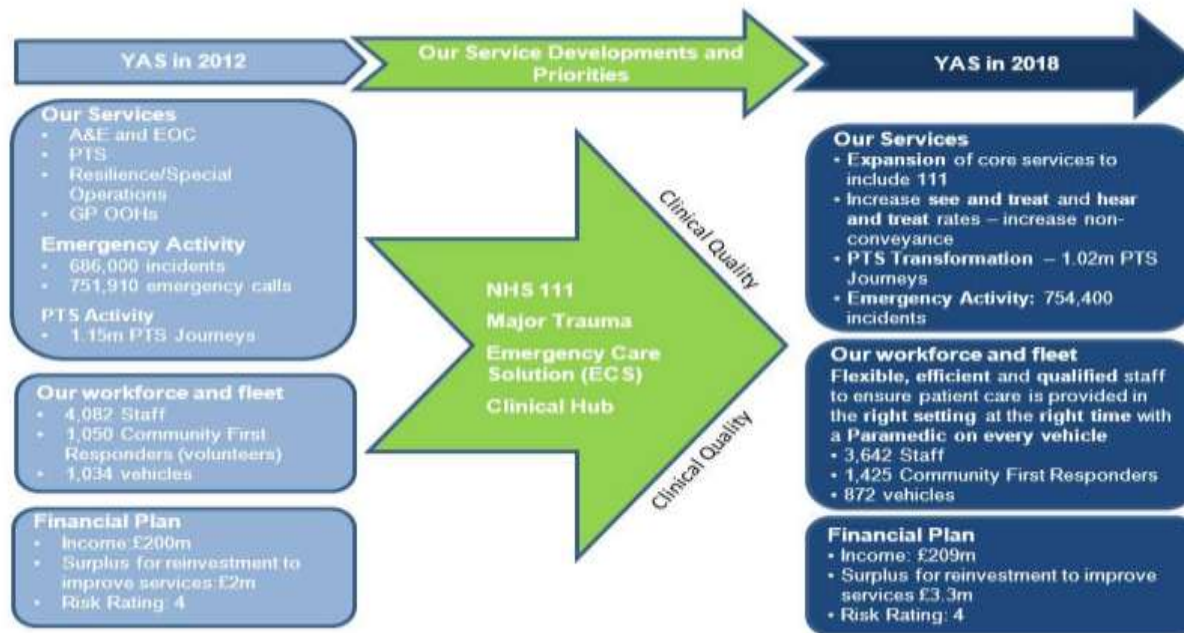 YAS in 2012
Our Service Developments and
Priorities
YAS in 2018
Our Services
• A&E and EOC
• PTS
• Resilience/Special
Operations
• GP OOHs
Emergency Activity
• 686,000 incidents
• 751,910 emergency calls
PTS Activity
• 1.15m PTS Journeys
Our workforce and fleet
• 4,082 Staff
• 1,050 Community First
Responders (volunteers)
• 1,034 vehicles
Financial Plan
• Income:£200m
• Surplus for reinvestment to
improve services:£2m
• Risk Rating: 4
NHS 111
Major Trauma
Emergency Care
Solution (ECS)
Clinical Hub
Clinical Quality
Clinical Quality
Our Services
• Expansion of core services to
include 111
• Increase see and treat and hear
and treat rates – increase non-
conveyance
• PTS Transformation – 1.02m PTS
Journeys
• Emergency Activity: 754,400
incidents
Our workforce and fleet
Flexible, efficient and qualified staff
to ensure patient care is provided in
the right setting at the right time with
a Paramedic on every vehicle
• 3,642 Staff
• 1,425 Community First Responders
• 872 vehicles
Financial Plan
• Income: £209m
• Surplus for reinvestment to improve
services £3.3m
• Risk Rating: 4